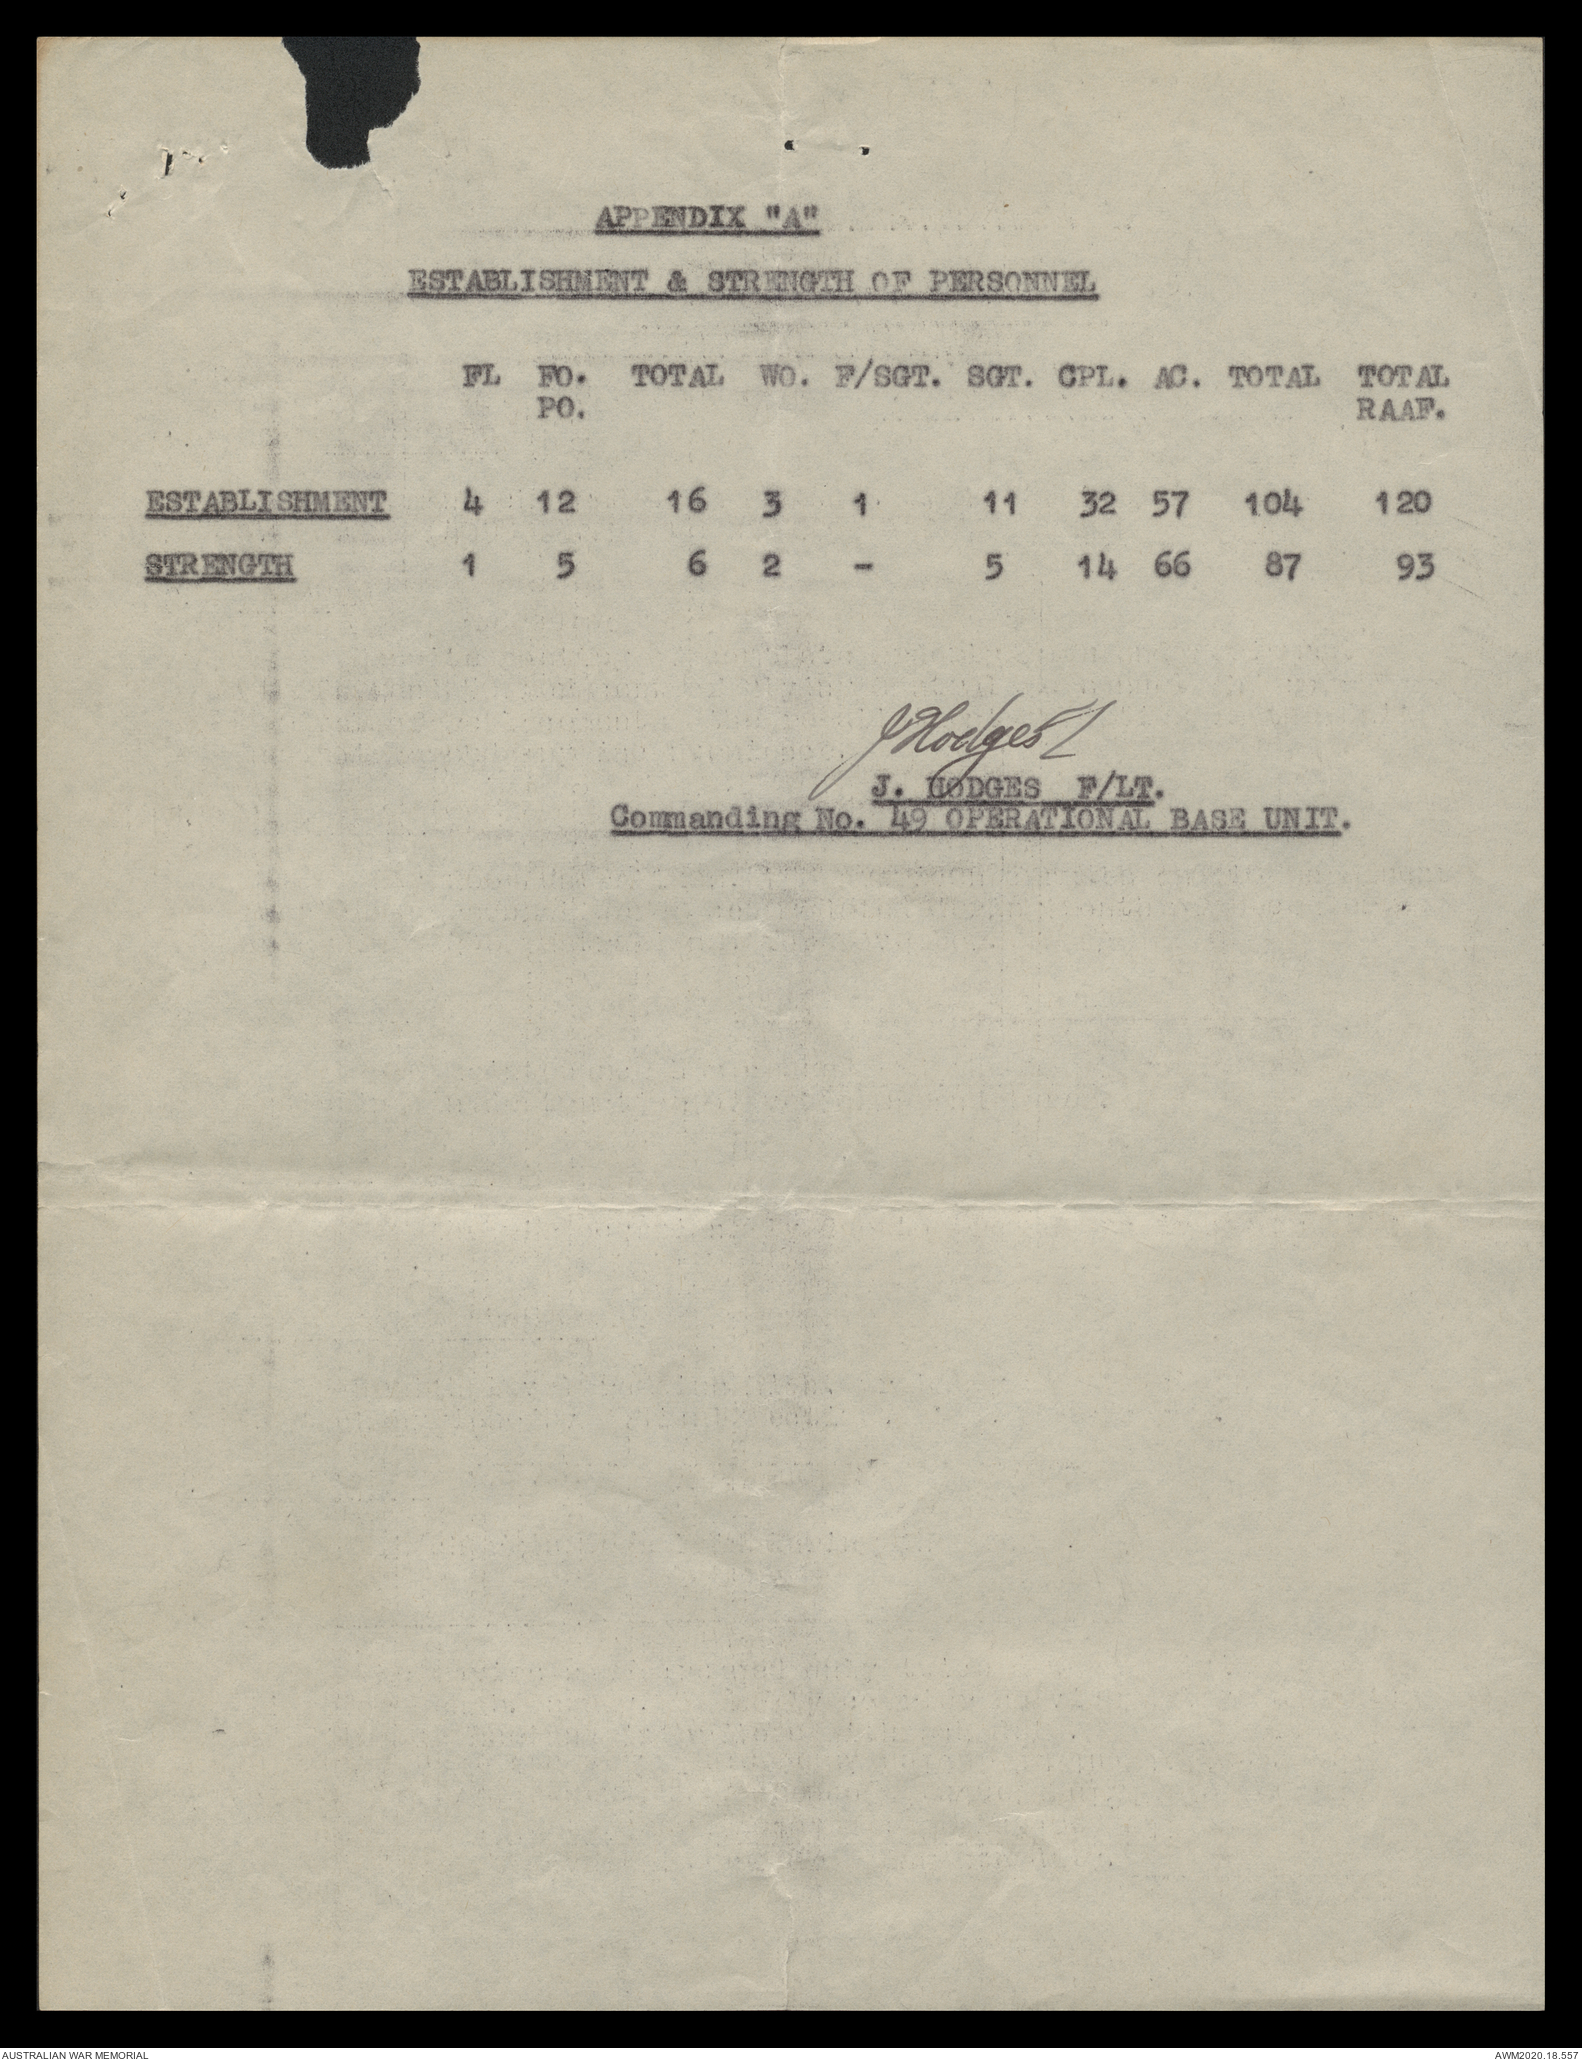 APPENDIX "A"
ESTABLISHMENT & STRENGTH OF PERSONNEL
FL FO. TOTAL WO. F/SGT. SGT. CPL. AC. TOTAL TOTAL
PO. RAAF.
ESTABLISHMENT 4 12 16 3 1 11 32 57 104 120
STRENGTH 1 5 6 2 - 5 14 66 87 93
J Hodges
J. HODGES F/LT.
Commanding No. 49 OPERATIONAL BASE UNIT.
AUSTRALIAN WAR MEMORIAL AWM2020.18.557